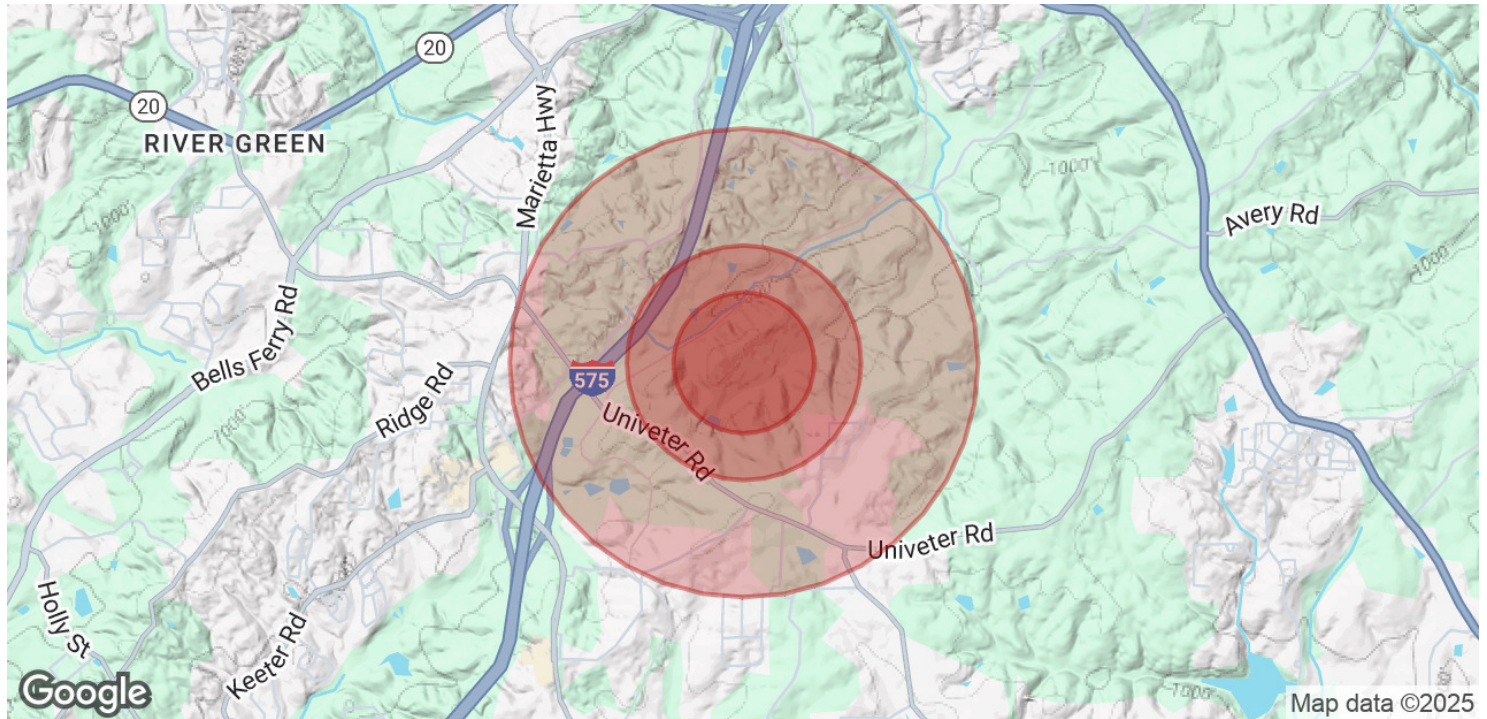 20
20
RIVER GREEN
Marietta Hwy
1000
Avery Rd
1000
1000
Bells Ferry Rd
575
Ridge Rd
1000
Univeter Rd
Univeter Rd
Holly St
Keeter Rd
1000
Google
Map data ©2025